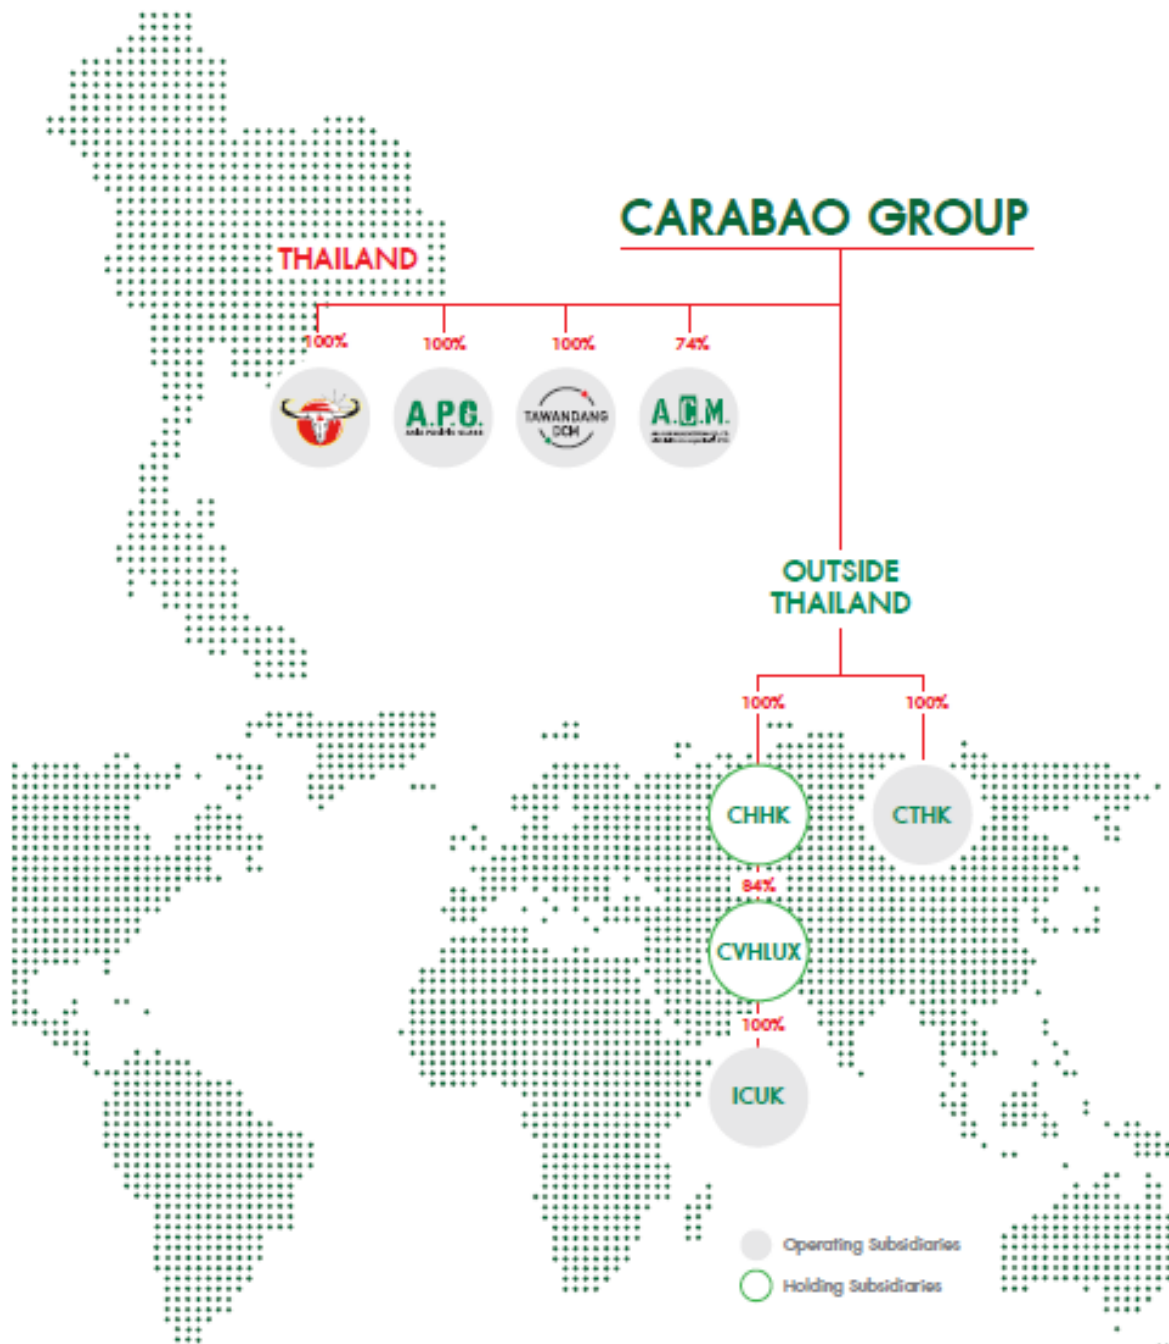 CARABAO GROUP
THAILAND
100%
100%
100%
74%
A.P.G.
TAWANDANG
DCM
A.C.M.
OUTSIDE
THAILAND
100%
100%
CHHK
CTHK
84%
CVHLUX
100%
ICUK
Operating Subsidiaries
Holding Subsidiaries